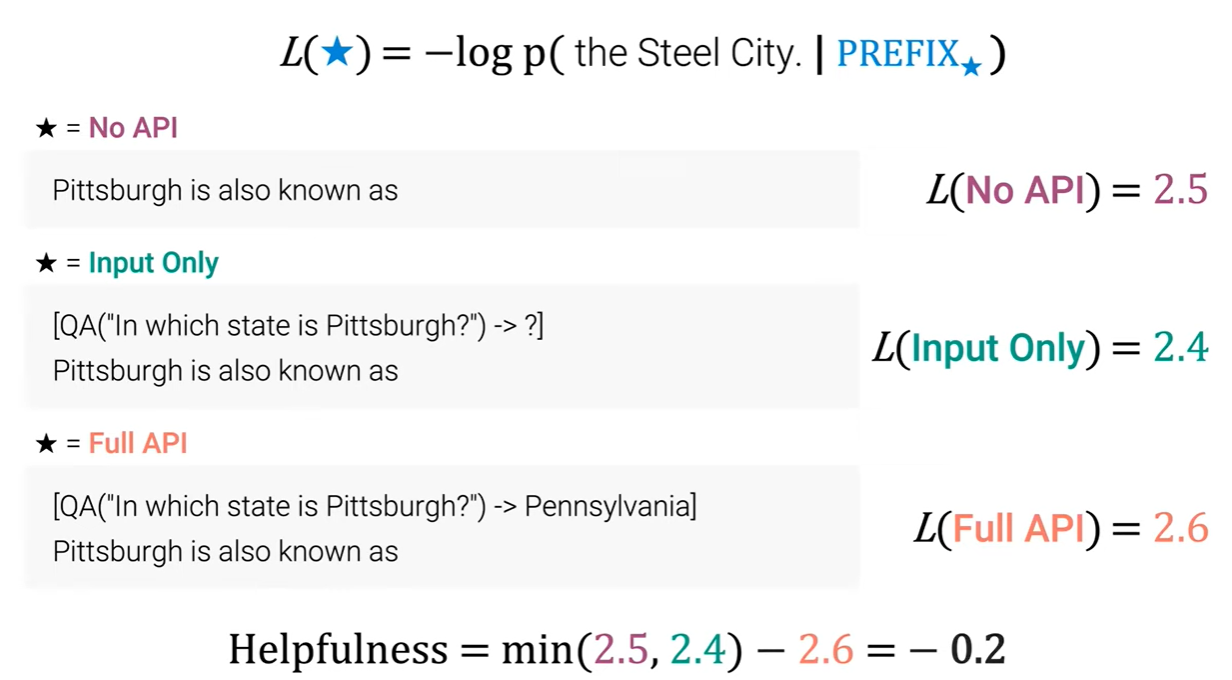 L(★) = −log p( the Steel City. | PREFIX★ )
★ = No API
Pittsburgh is also known as
L(No API) = 2.5
★ = Input Only
[QA("In which state is Pittsburgh?") -> ?]
Pittsburgh is also known as
L(Input Only) = 2.4
★ = Full API
[QA("In which state is Pittsburgh?") -> Pennsylvania]
Pittsburgh is also known as
L(Full API) = 2.6
Helpfulness = min(2.5, 2.4) − 2.6 = − 0.2